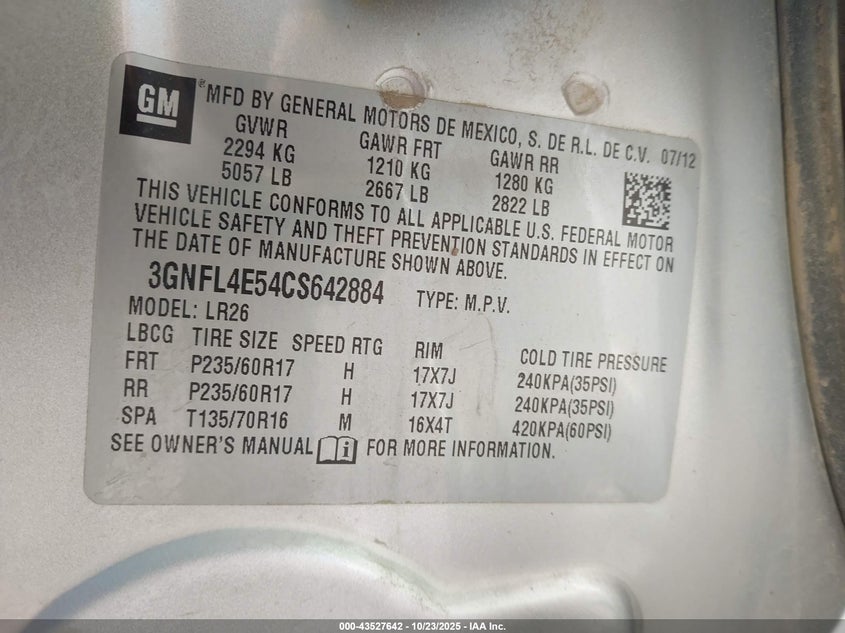 GM ® MFD BY GENERAL MOTORS DE MEXICO, S. DE R.L. DE C.V. 07/12
GVWR GAWR FRT GAWR RR
2294 KG 1210 KG 1280 KG
5057 LB 2667 LB 2822 LB
THIS VEHICLE CONFORMS TO ALL APPLICABLE U.S. FEDERAL MOTOR
VEHICLE SAFETY AND THEFT PREVENTION STANDARDS IN EFFECT ON
THE DATE OF MANUFACTURE SHOWN ABOVE.
3GNFL4E54CS642884 TYPE: M.P.V.
MODEL: LR26
LBCG TIRE SIZE SPEED RTG RIM COLD TIRE PRESSURE
FRT P235/60R17 H 17X7J 240KPA(35PSI)
RR P235/60R17 H 17X7J 240KPA(35PSI)
SPA T135/70R16 M 16X4T 420KPA(60PSI)
SEE OWNER'S MANUAL i FOR MORE INFORMATION.
000-43527642 | 10/23/2025 - IAA Inc.